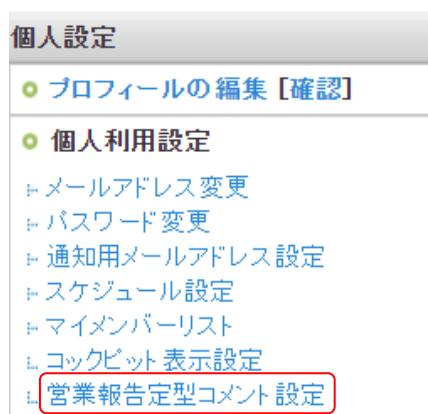 個人設定
プロフィールの編集 [確認]
個人利用設定
メールアドレス変更
パスワード変更
通知用メールアドレス設定
スケジュール設定
マイメンバーリスト
コックピット表示設定
営業報告定型コメント設定